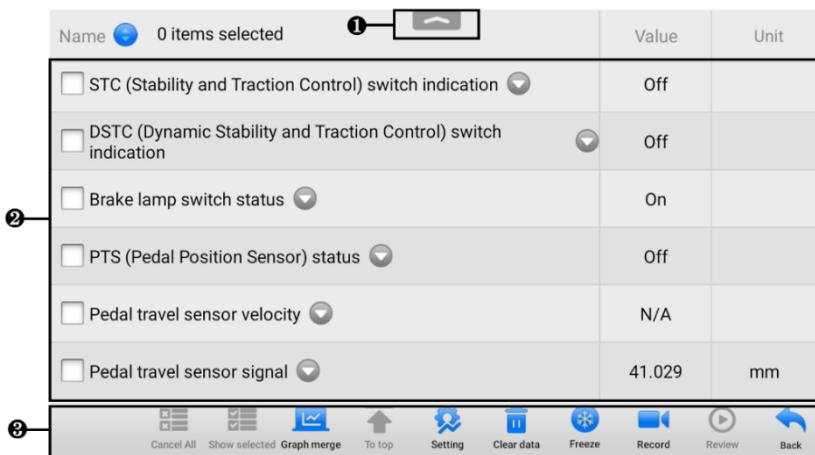 ❶
Name 0 items selected Value Unit
STC (Stability and Traction Control) switch indication Off
DSTC (Dynamic Stability and Traction Control) switch
indication Off
❷
Brake lamp switch status On
PTS (Pedal Position Sensor) status Off
Pedal travel sensor velocity N/A
Pedal travel sensor signal 41.029 mm
❸
Cancel All Show selected Graph merge To top Setting Clear data Freeze Record Review Back